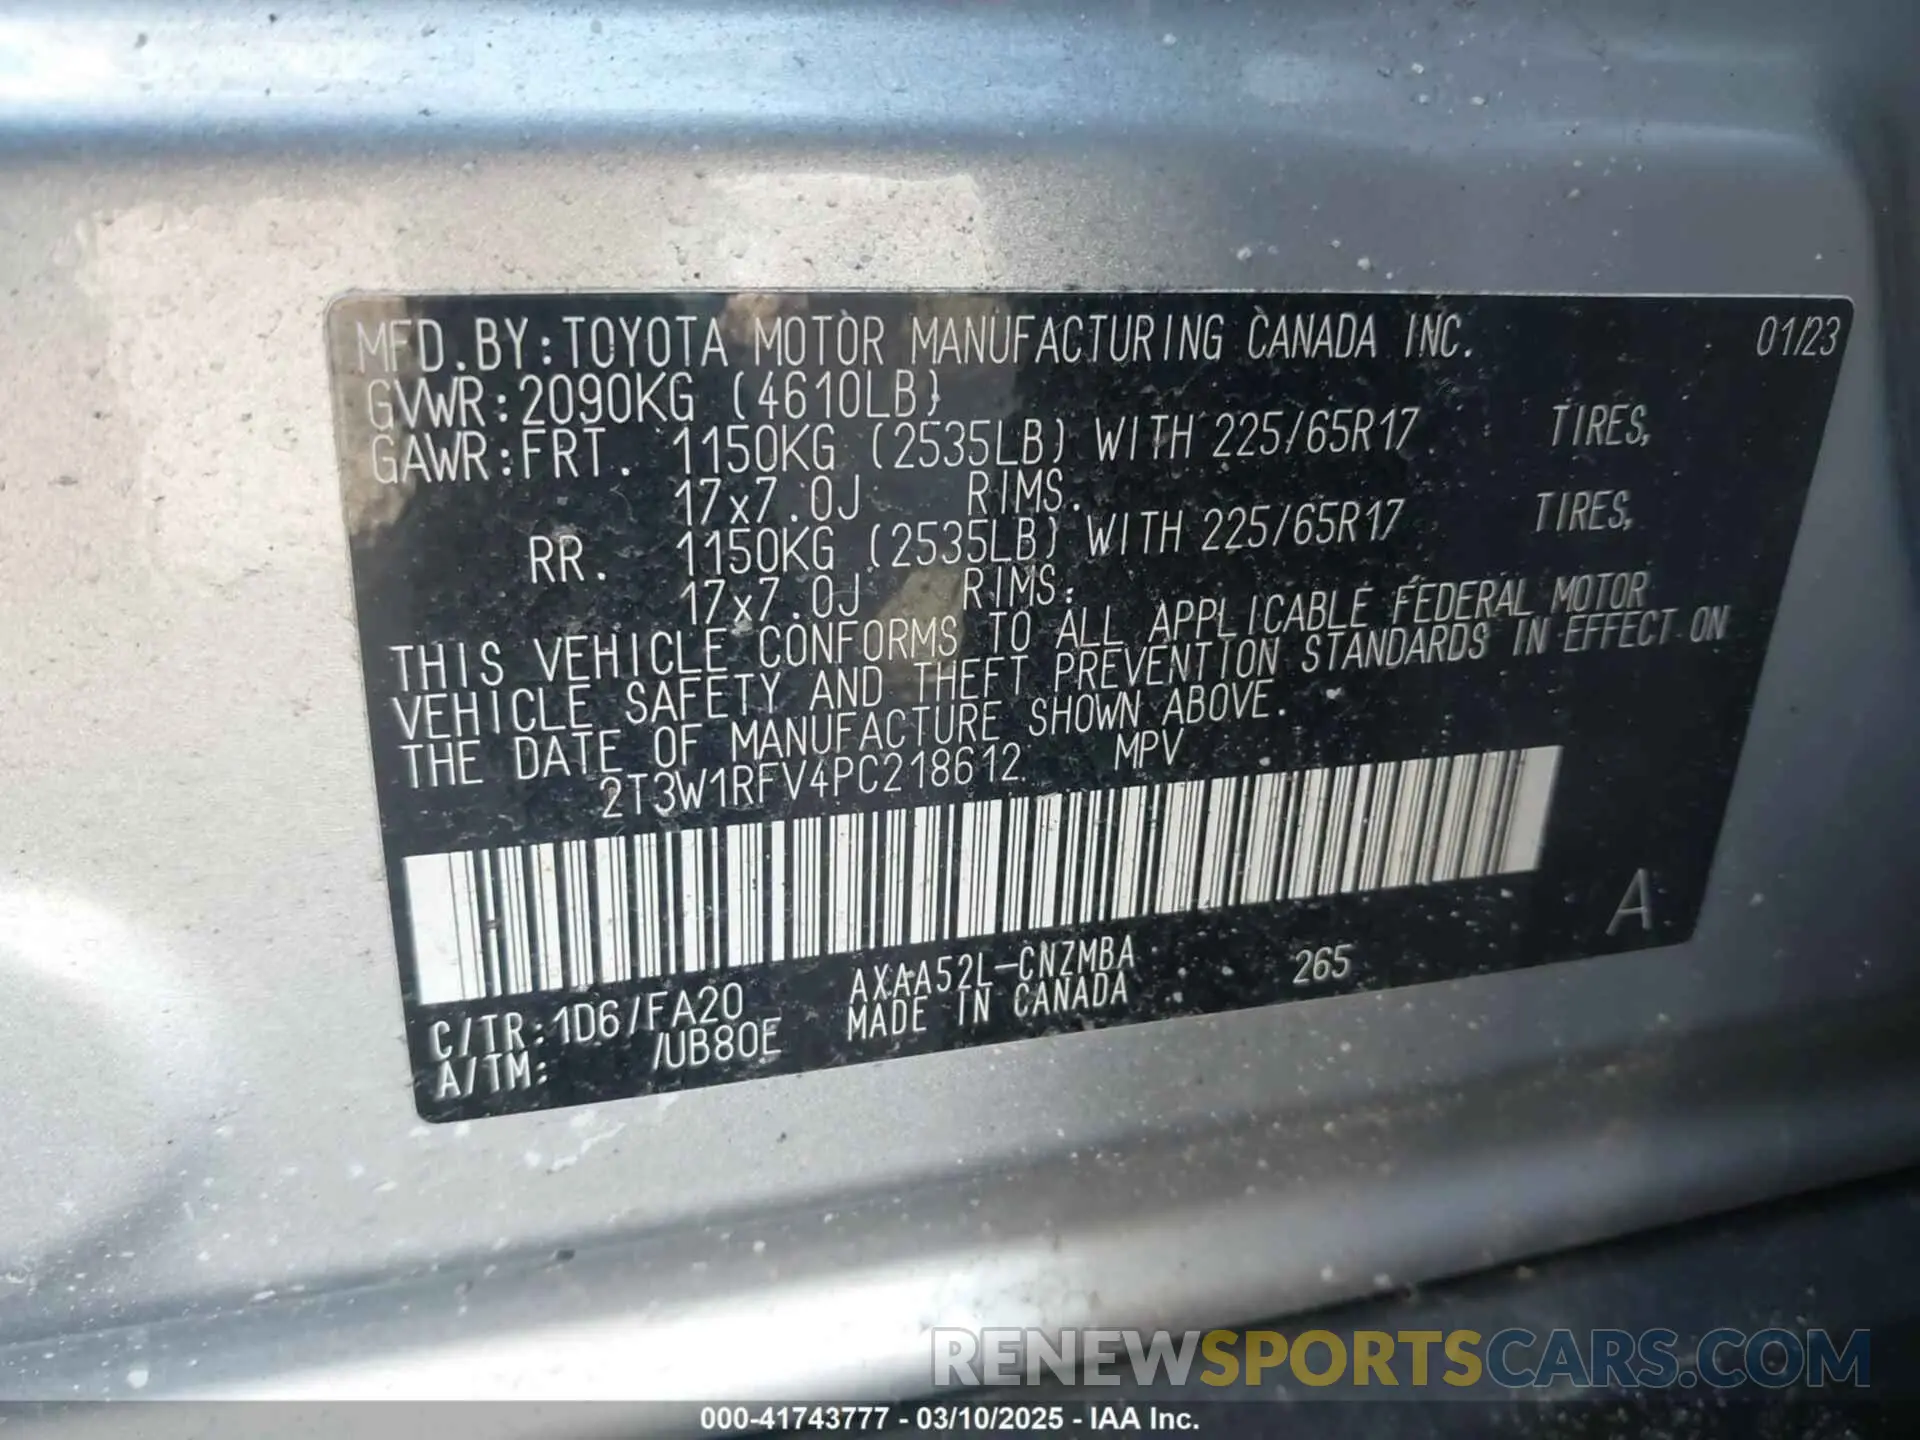 MFD.BY:TOYOTA MOTOR MANUFACTURING CANADA INC. 01/23
GVWR:2090KG (4610LB)
GAWR:FRT. 1150KG (2535LB) WITH 225/65R17 TIRES,
17x7.0J RIMS.
RR. 1150KG (2535LB) WITH 225/65R17 TIRES,
17x7.0J RIMS.
THIS VEHICLE CONFORMS TO ALL APPLICABLE FEDERAL MOTOR
VEHICLE SAFETY AND THEFT PREVENTION STANDARDS IN EFFECT ON
THE DATE OF MANUFACTURE SHOWN ABOVE.
2T3W1RFV4PC218612 MPV
A
C/TR:1D6/FA20 AXAA52L-CNZMBA 265
A/TM: /UB80E MADE IN CANADA
RENEWSPORTSCARS.COM
000-41743777 - 03/10/2025 - IAA Inc.